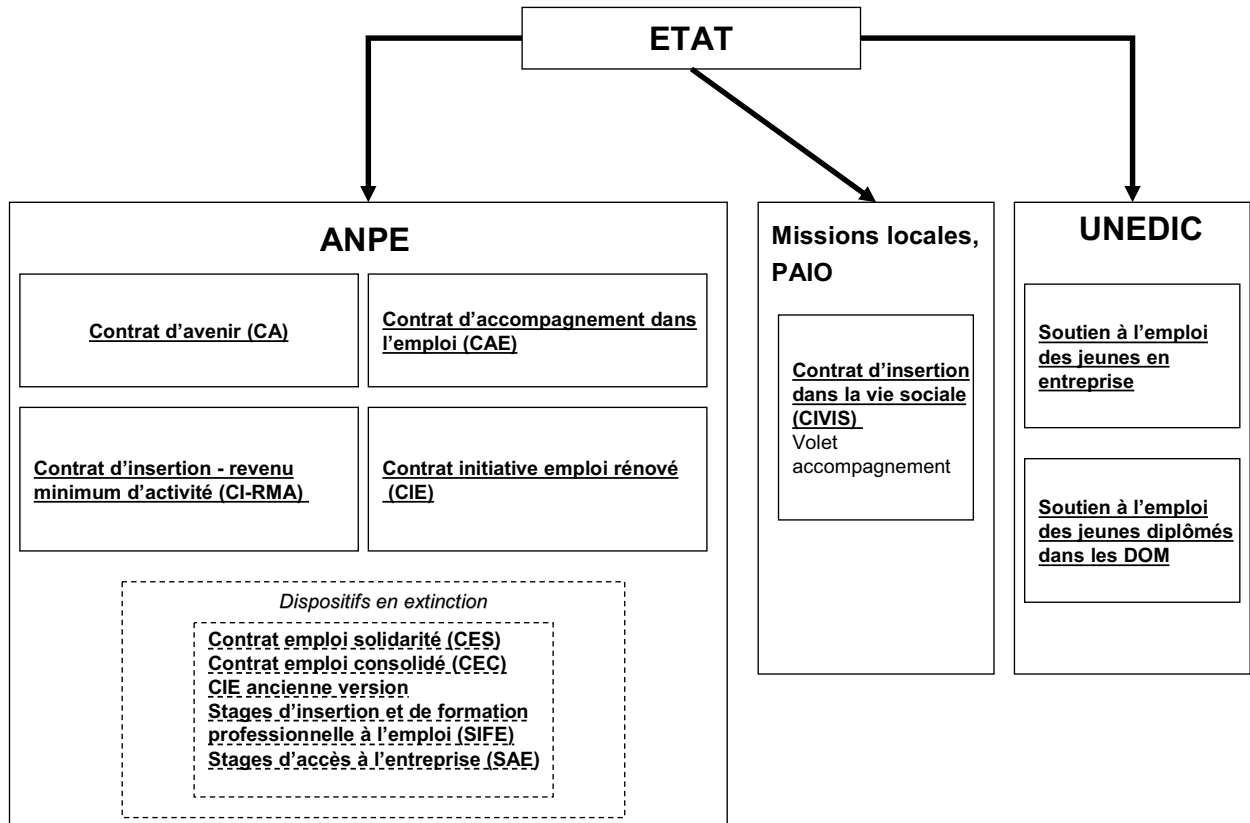 ETAT
ANPE
Contrat d'avenir (CA)
Contrat d'accompagnement dans
l'emploi (CAE)
Contrat d'insertion - revenu
minimum d'activité (CI-RMA)
Contrat initiative emploi rénové
(CIE)
Dispositifs en extinction
Contrat emploi solidarité (CES)
Contrat emploi consolidé (CEC)
CIE ancienne version
Stages d'insertion et de formation
professionnelle à l'emploi (SIFE)
Stages d'accès à l'entreprise (SAE)
Missions locales,
PAIO
Contrat d'insertion
dans la vie sociale
(CIVIS)
Volet
accompagnement
UNEDIC
Soutien à l'emploi
des jeunes en
entreprise
Soutien à l'emploi
des jeunes diplômés
dans les DOM